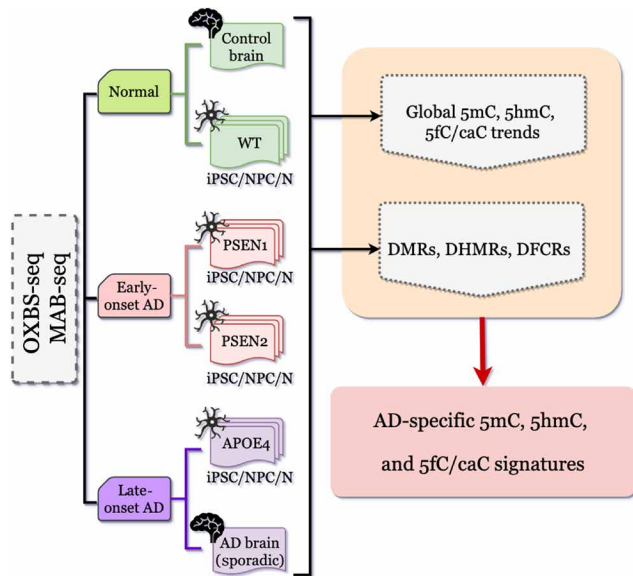 OXBS-seq
MAB-seq
Normal
Control
brain
WT
iPSC/NPC/N
Early-
onset AD
PSEN1
iPSC/NPC/N
PSEN2
iPSC/NPC/N
Late-
onset AD
APOE4
iPSC/NPC/N
AD brain
(sporadic)
Global 5mC, 5hmC,
5fC/caC trends
DMRs, DHMRs, DFCRs
AD-specific 5mC, 5hmC,
and 5fC/caC signatures